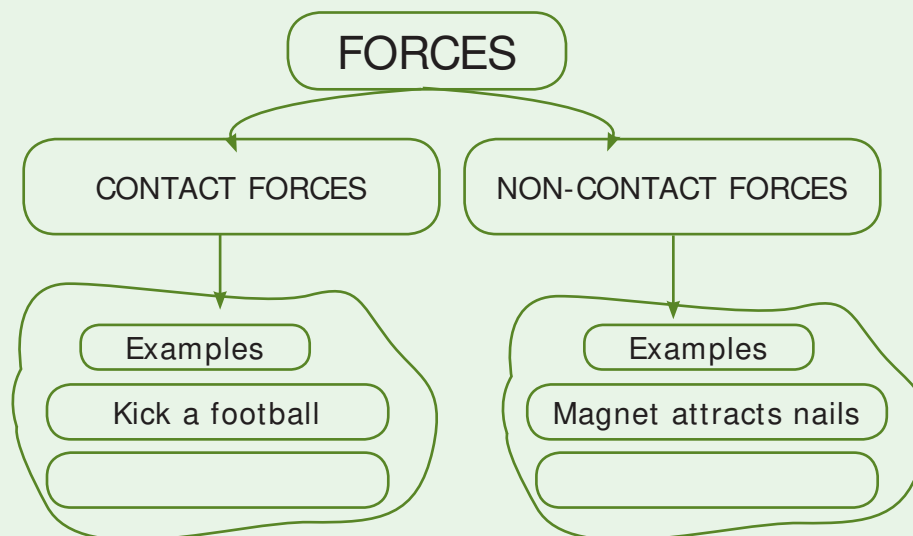 FORCES
CONTACT FORCES
NON-CONTACT FORCES
Examples
Kick a football
Examples
Magnet attracts nails